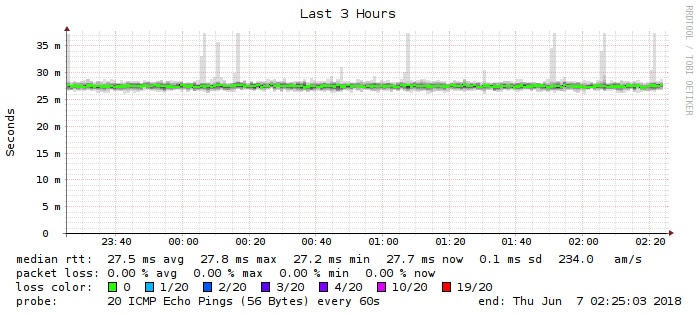 Last 3 Hours
RRDTOOL / TOBI OETIKER
Seconds
35 m
30 m
25 m
20 m
15 m
10 m
5 m
0
23:40 00:00 00:20 00:40 01:00 01:20 01:40 02:00 02:20
median rtt: 27.5 ms avg 27.8 ms max 27.2 ms min 27.7 ms now 0.1 ms sd 234.0 am/s
packet loss: 0.00 % avg 0.00 % max 0.00 % min 0.00 % now
loss color: 0 1/20 2/20 3/20 4/20 10/20 19/20
probe: 20 ICMP Echo Pings (56 Bytes) every 60s end: Thu Jun 7 02:25:03 2018